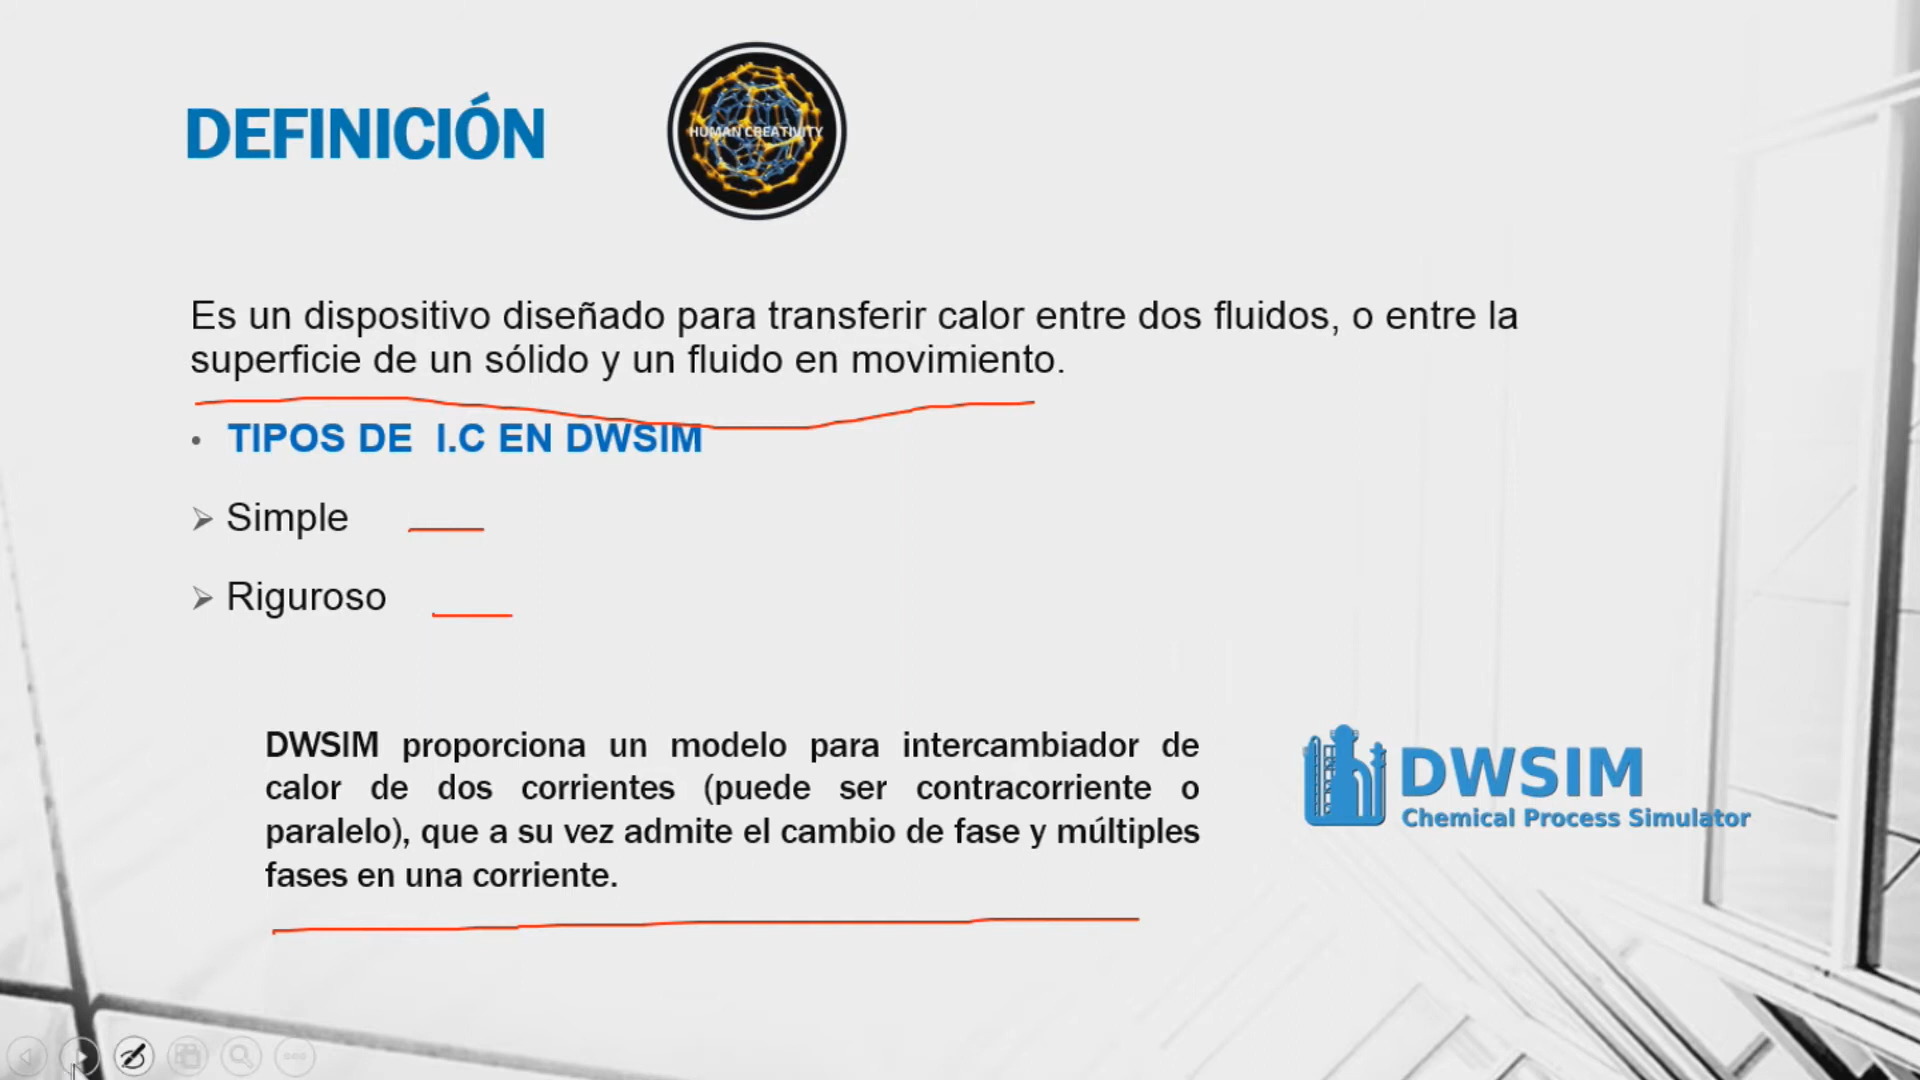 DEFINICIÓN
HUMAN CREATIVITY
Es un dispositivo diseñado para transferir calor entre dos fluidos, o entre la
superficie de un sólido y un fluido en movimiento.
• TIPOS DE I.C EN DWSIM
➢ Simple
➢ Riguroso
DWSIM proporciona un modelo para intercambiador de
calor de dos corrientes (puede ser contracorriente o
paralelo), que a su vez admite el cambio de fase y múltiples
fases en una corriente.
DWSIM
Chemical Process Simulator